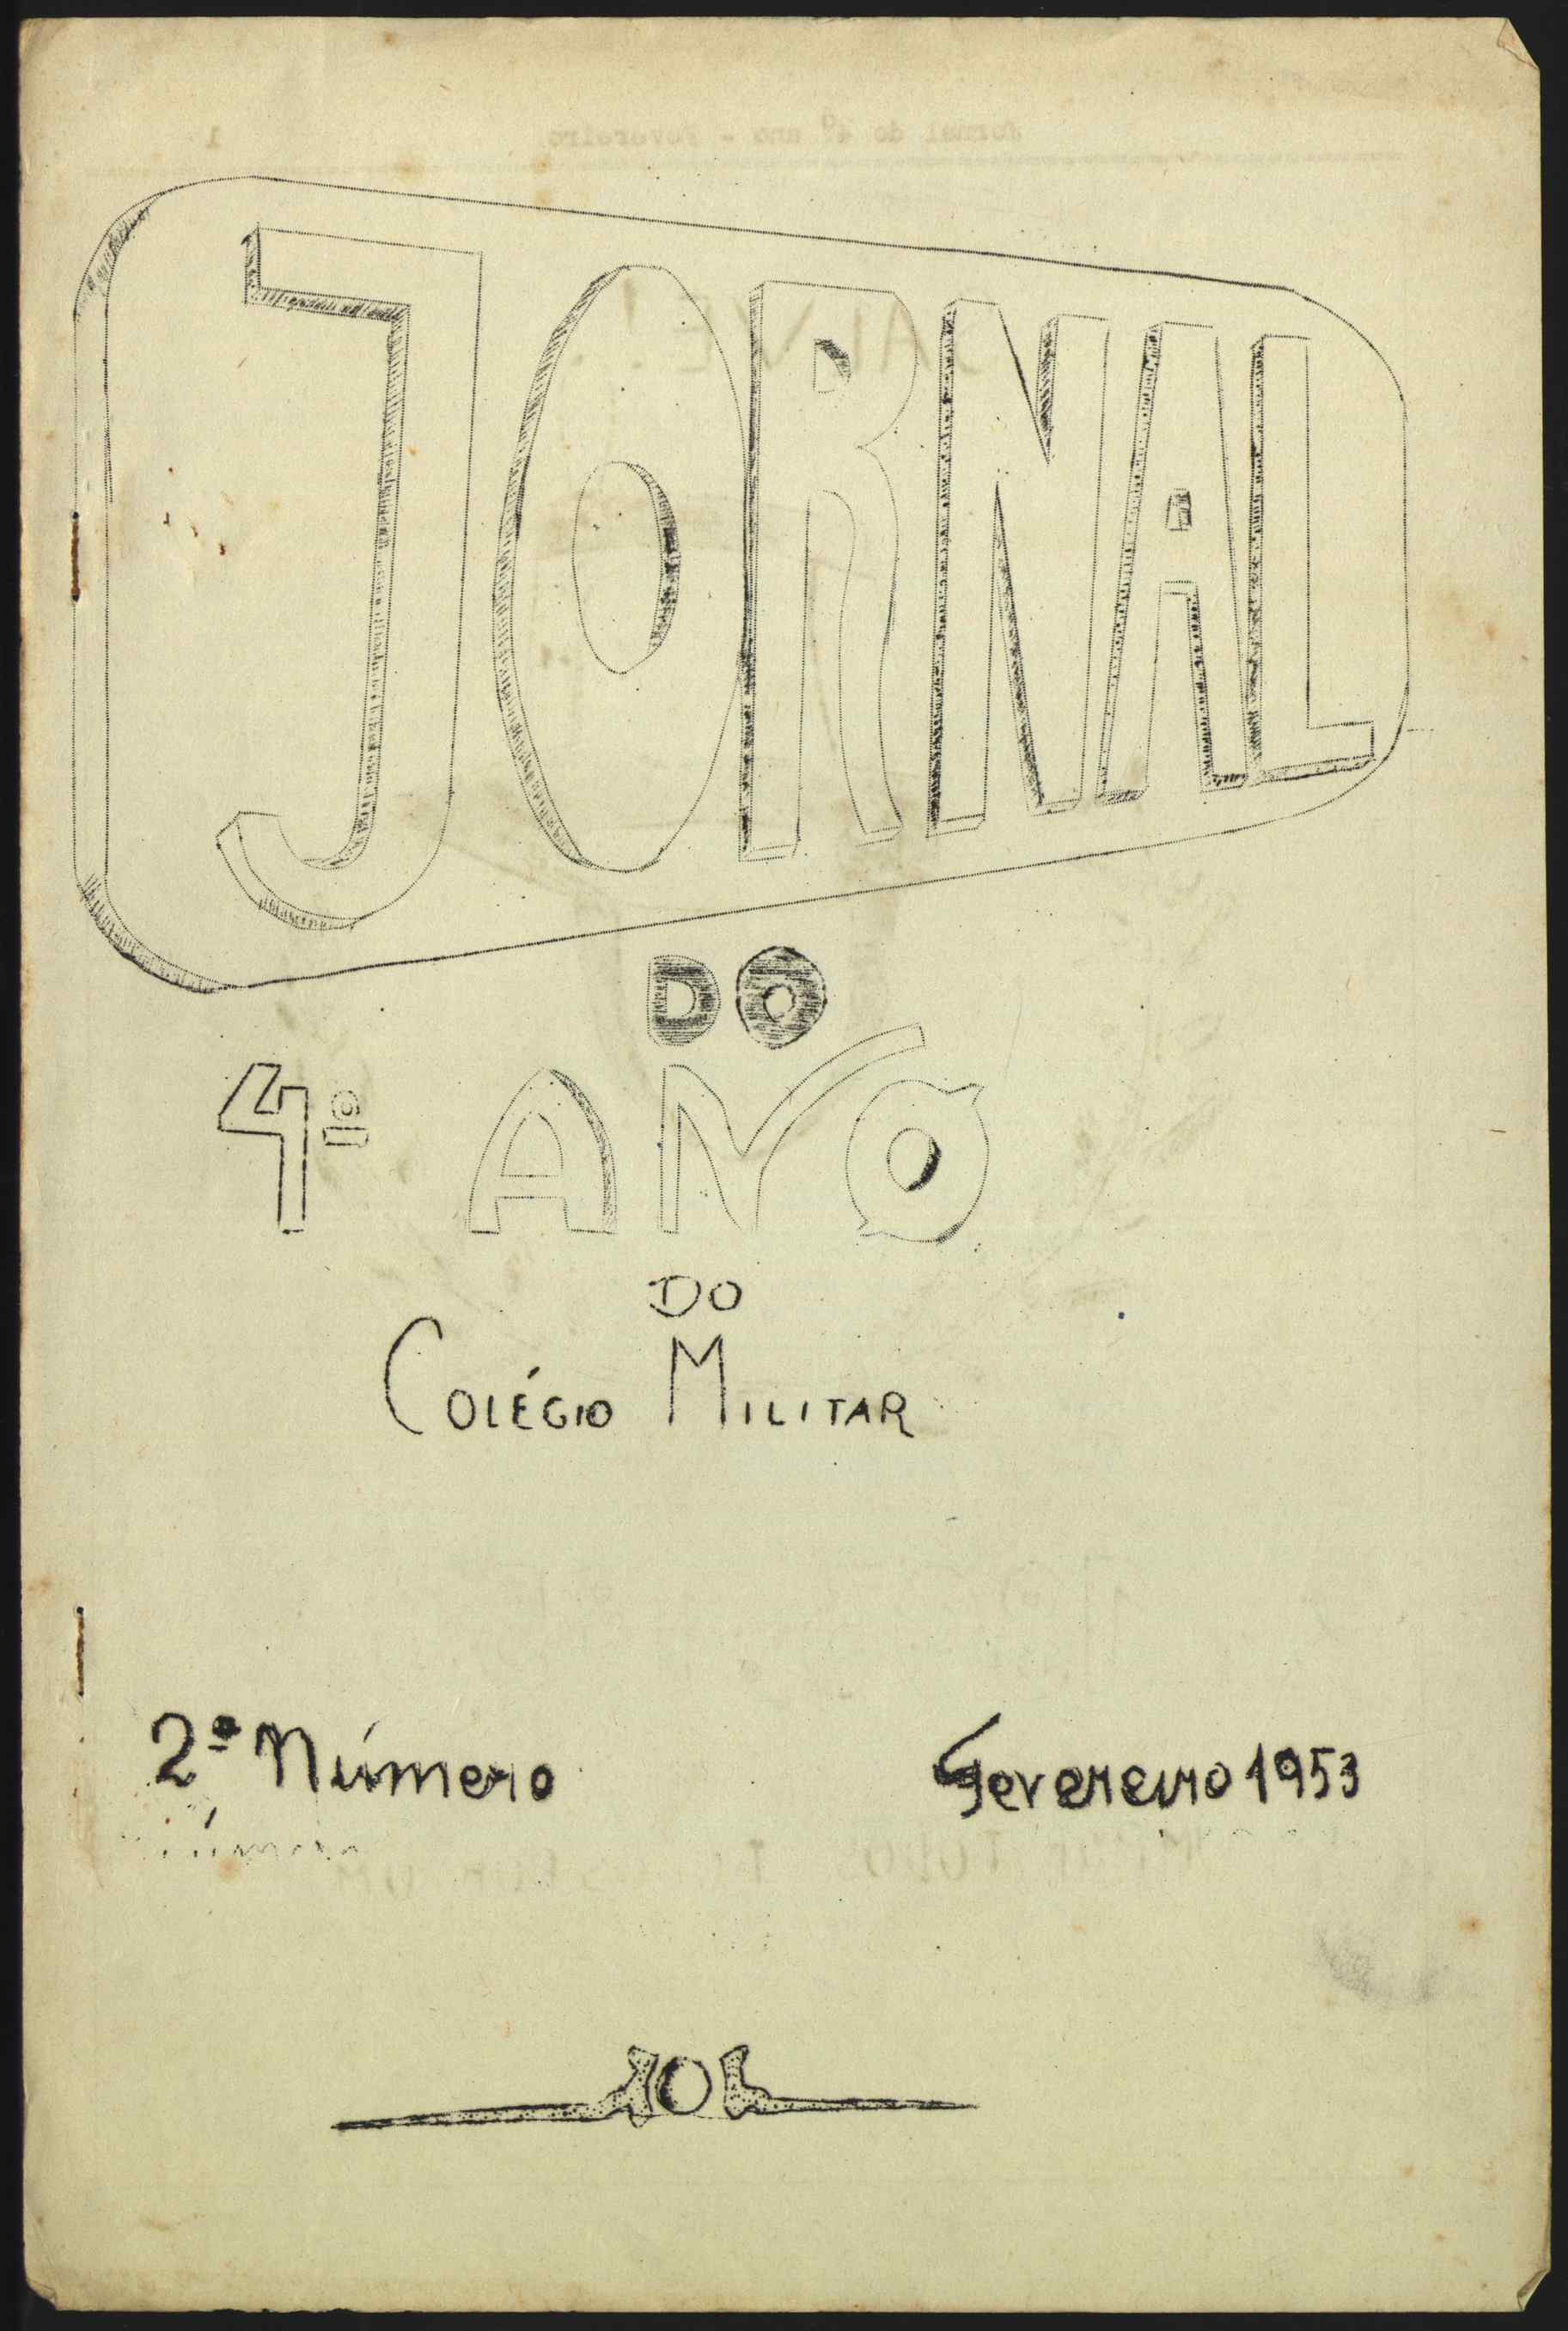 JORNAL
DO
4º ANO
DO
COLÉGIO MILITAR
2º Número
Fevereiro 1953